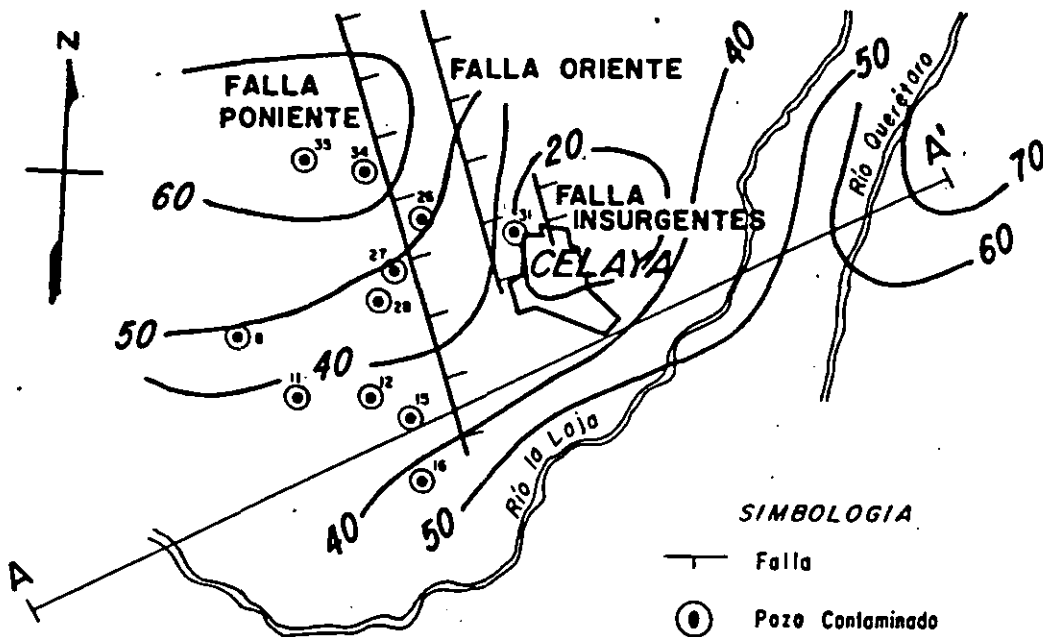 N
FALLA
PONIENTE
FALLA ORIENTE
40
50
Río Querétaro
A'
70
60
35
34
60
26
20
FALLA
INSURGENTES
31
CELAYA
27
28
50
8
40
11
12
15
16
40
50
Río la Laja
A
SIMBOLOGIA
Falla
Pozo Contaminado